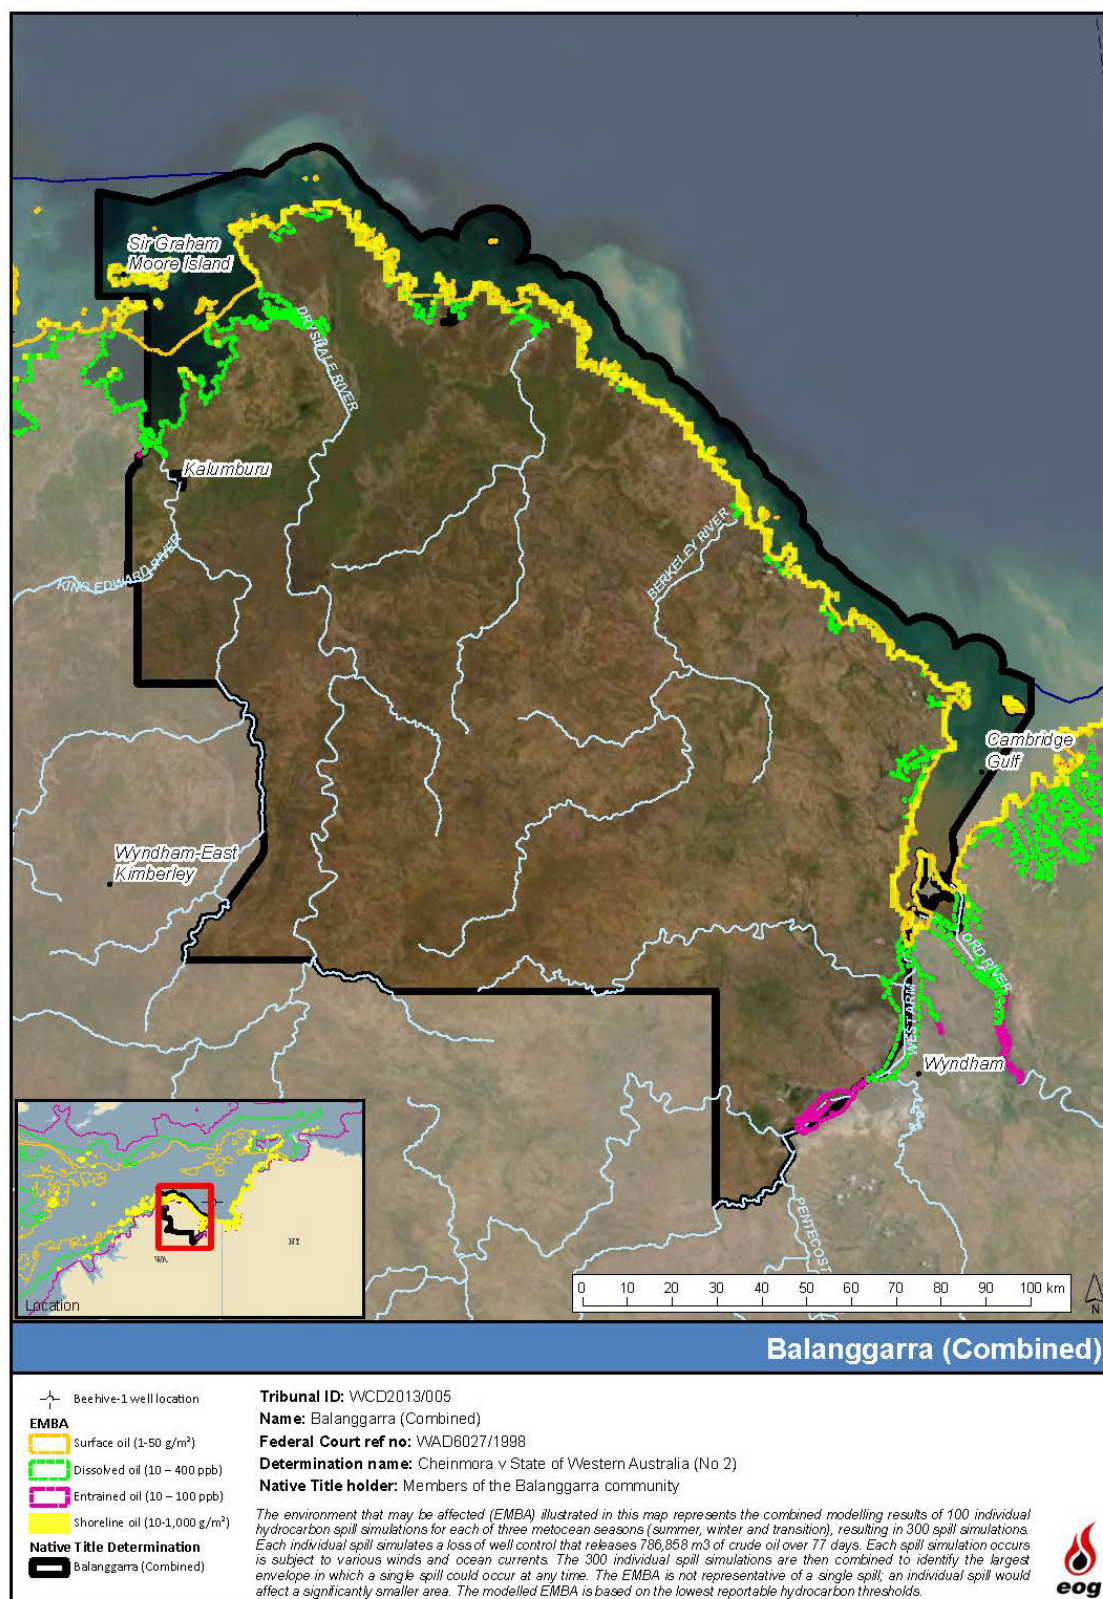 Sir Graham
Moore Island
DRYSDALE RIVER
Kalumburu
KING EDWARD RIVER
BERKELEY RIVER
Cambridge
Gulf
Wyndham-East
Kimberley
ORD RIVER
WEST ARM
Wyndham
PENTECOST
NT
WA
Location
0 10 20 30 40 50 60 70 80 90 100 km
N
Balanggarra (Combined)
Beehive-1 well location
EMBA
Surface oil (1-50 g/m²)
Dissolved oil (10 – 400 ppb)
Entrained oil (10 – 100 ppb)
Shoreline oil (10-1,000 g/m²)
Native Title Determination
Balanggarra (Combined)
Tribunal ID: WCD2013/005
Name: Balanggarra (Combined)
Federal Court ref no: WAD6027/1998
Determination name: Cheinmora v State of Western Australia (No 2)
Native Title holder: Members of the Balanggarra community
The environment that may be affected (EMBA) illustrated in this map represents the combined modelling results of 100 individual
hydrocarbon spill simulations for each of three metocean seasons (summer, winter and transition), resulting in 300 spill simulations.
Each individual spill simulates a loss of well control that releases 786,858 m3 of crude oil over 77 days. Each spill simulation occurs
is subject to various winds and ocean currents. The 300 individual spill simulations are then combined to identify the largest
envelope in which a single spill could occur at any time. The EMBA is not representative of a single spill; an individual spill would
affect a significantly smaller area. The modelled EMBA is based on the lowest reportable hydrocarbon thresholds.
eog